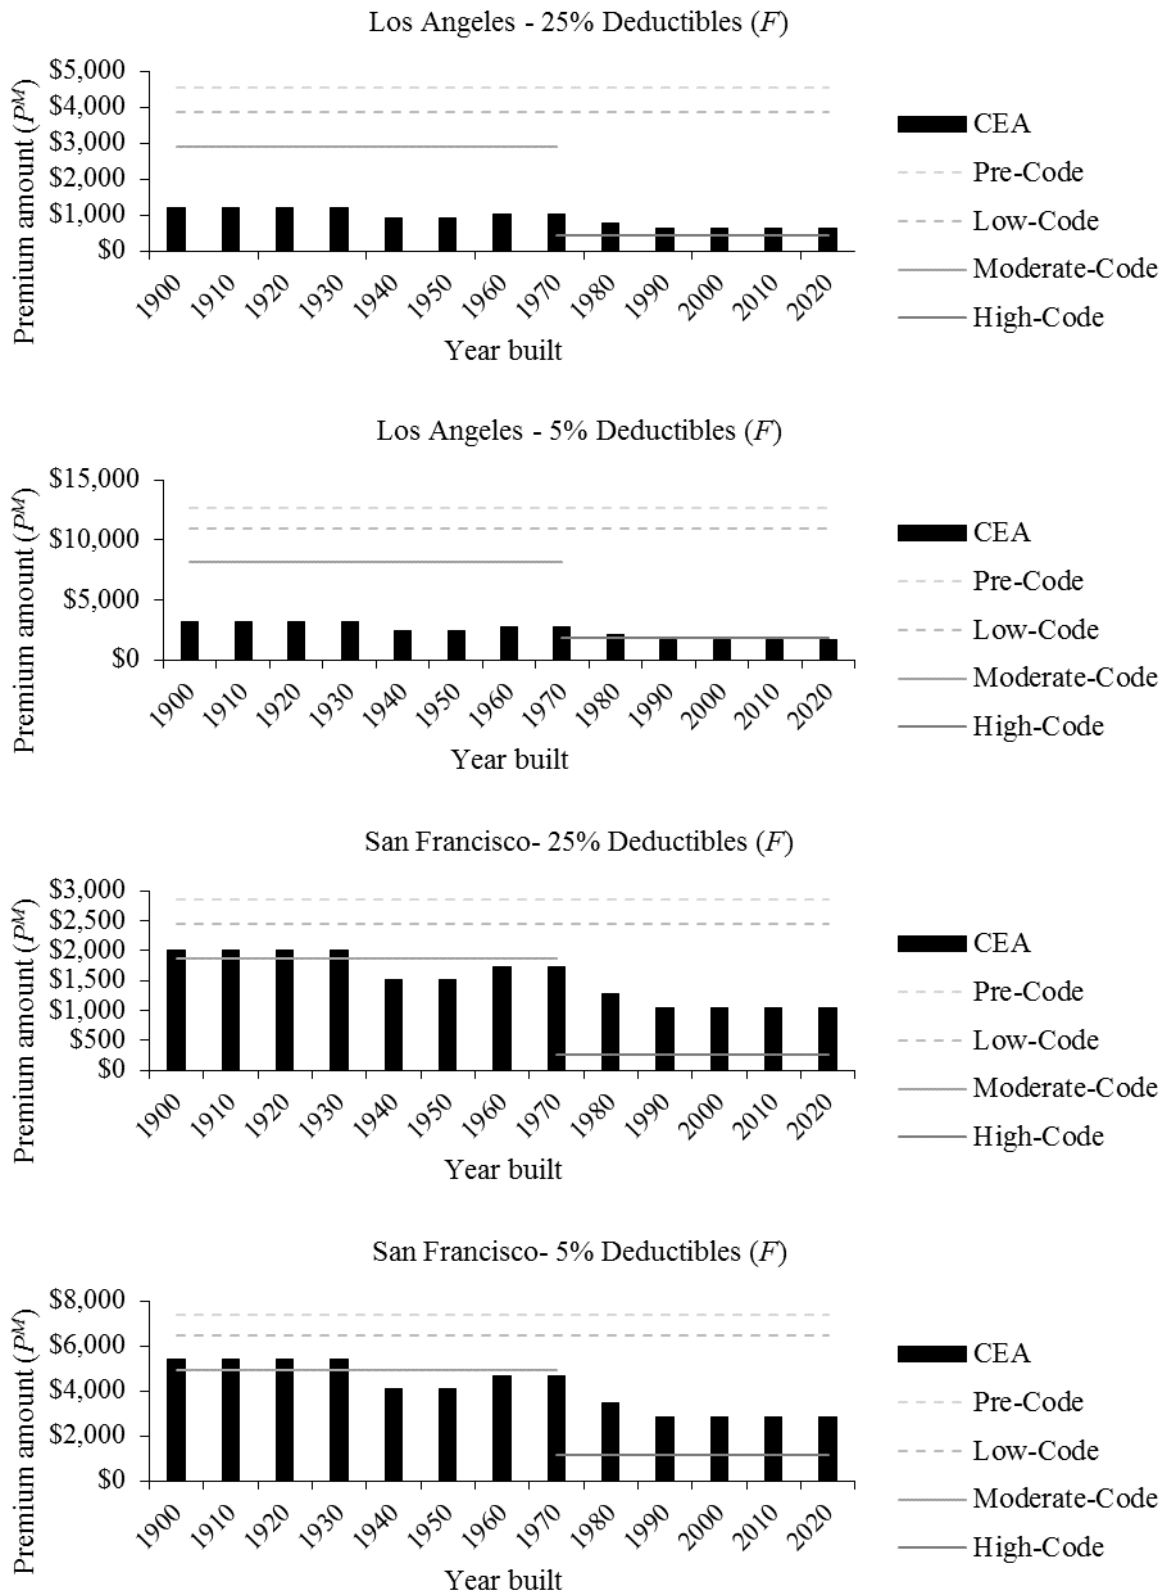 Los Angeles - 25% Deductibles (F)
Premium amount (Pᴹ)
$5,000
$4,000
$3,000
$2,000
$1,000
$0
1900
1910
1920
1930
1940
1950
1960
1970
1980
1990
2000
2010
2020
Year built
CEA
Pre-Code
Low-Code
Moderate-Code
High-Code
Los Angeles - 5% Deductibles (F)
Premium amount (Pᴹ)
$15,000
$10,000
$5,000
$0
1900
1910
1920
1930
1940
1950
1960
1970
1980
1990
2000
2010
2020
Year built
CEA
Pre-Code
Low-Code
Moderate-Code
High-Code
San Francisco- 25% Deductibles (F)
Premium amount (Pᴹ)
$3,000
$2,500
$2,000
$1,500
$1,000
$500
$0
1900
1910
1920
1930
1940
1950
1960
1970
1980
1990
2000
2010
2020
Year built
CEA
Pre-Code
Low-Code
Moderate-Code
High-Code
San Francisco- 5% Deductibles (F)
Premium amount (Pᴹ)
$8,000
$6,000
$4,000
$2,000
$0
1900
1910
1920
1930
1940
1950
1960
1970
1980
1990
2000
2010
2020
Year built
CEA
Pre-Code
Low-Code
Moderate-Code
High-Code